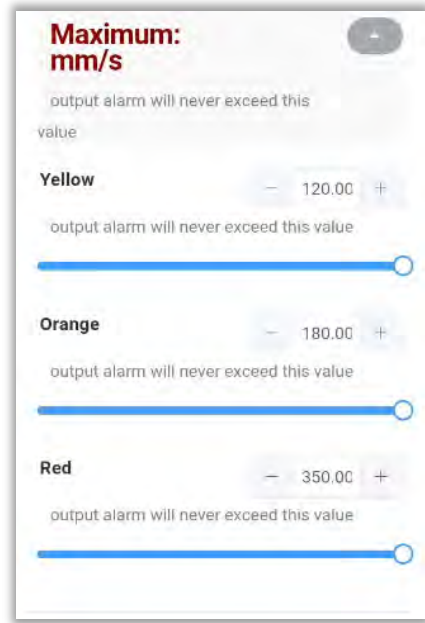 Maximum:
mm/s
output alarm will never exceed this
value
Yellow
− 120.00 +
output alarm will never exceed this value
Orange
− 180.00 +
output alarm will never exceed this value
Red
− 350.00 +
output alarm will never exceed this value